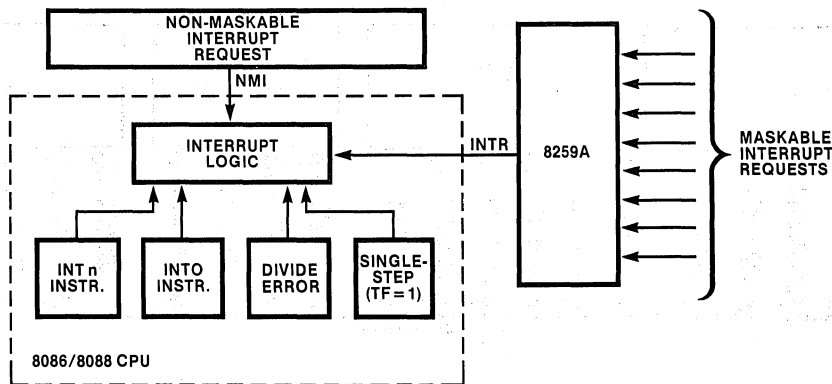 NON-MASKABLE
INTERRUPT
REQUEST
NMI
INTERRUPT
LOGIC
INTR
8259A
MASKABLE
INTERRUPT
REQUESTS
INT n
INSTR.
INTO
INSTR.
DIVIDE
ERROR
SINGLE-
STEP
(TF = 1)
8086/8088 CPU